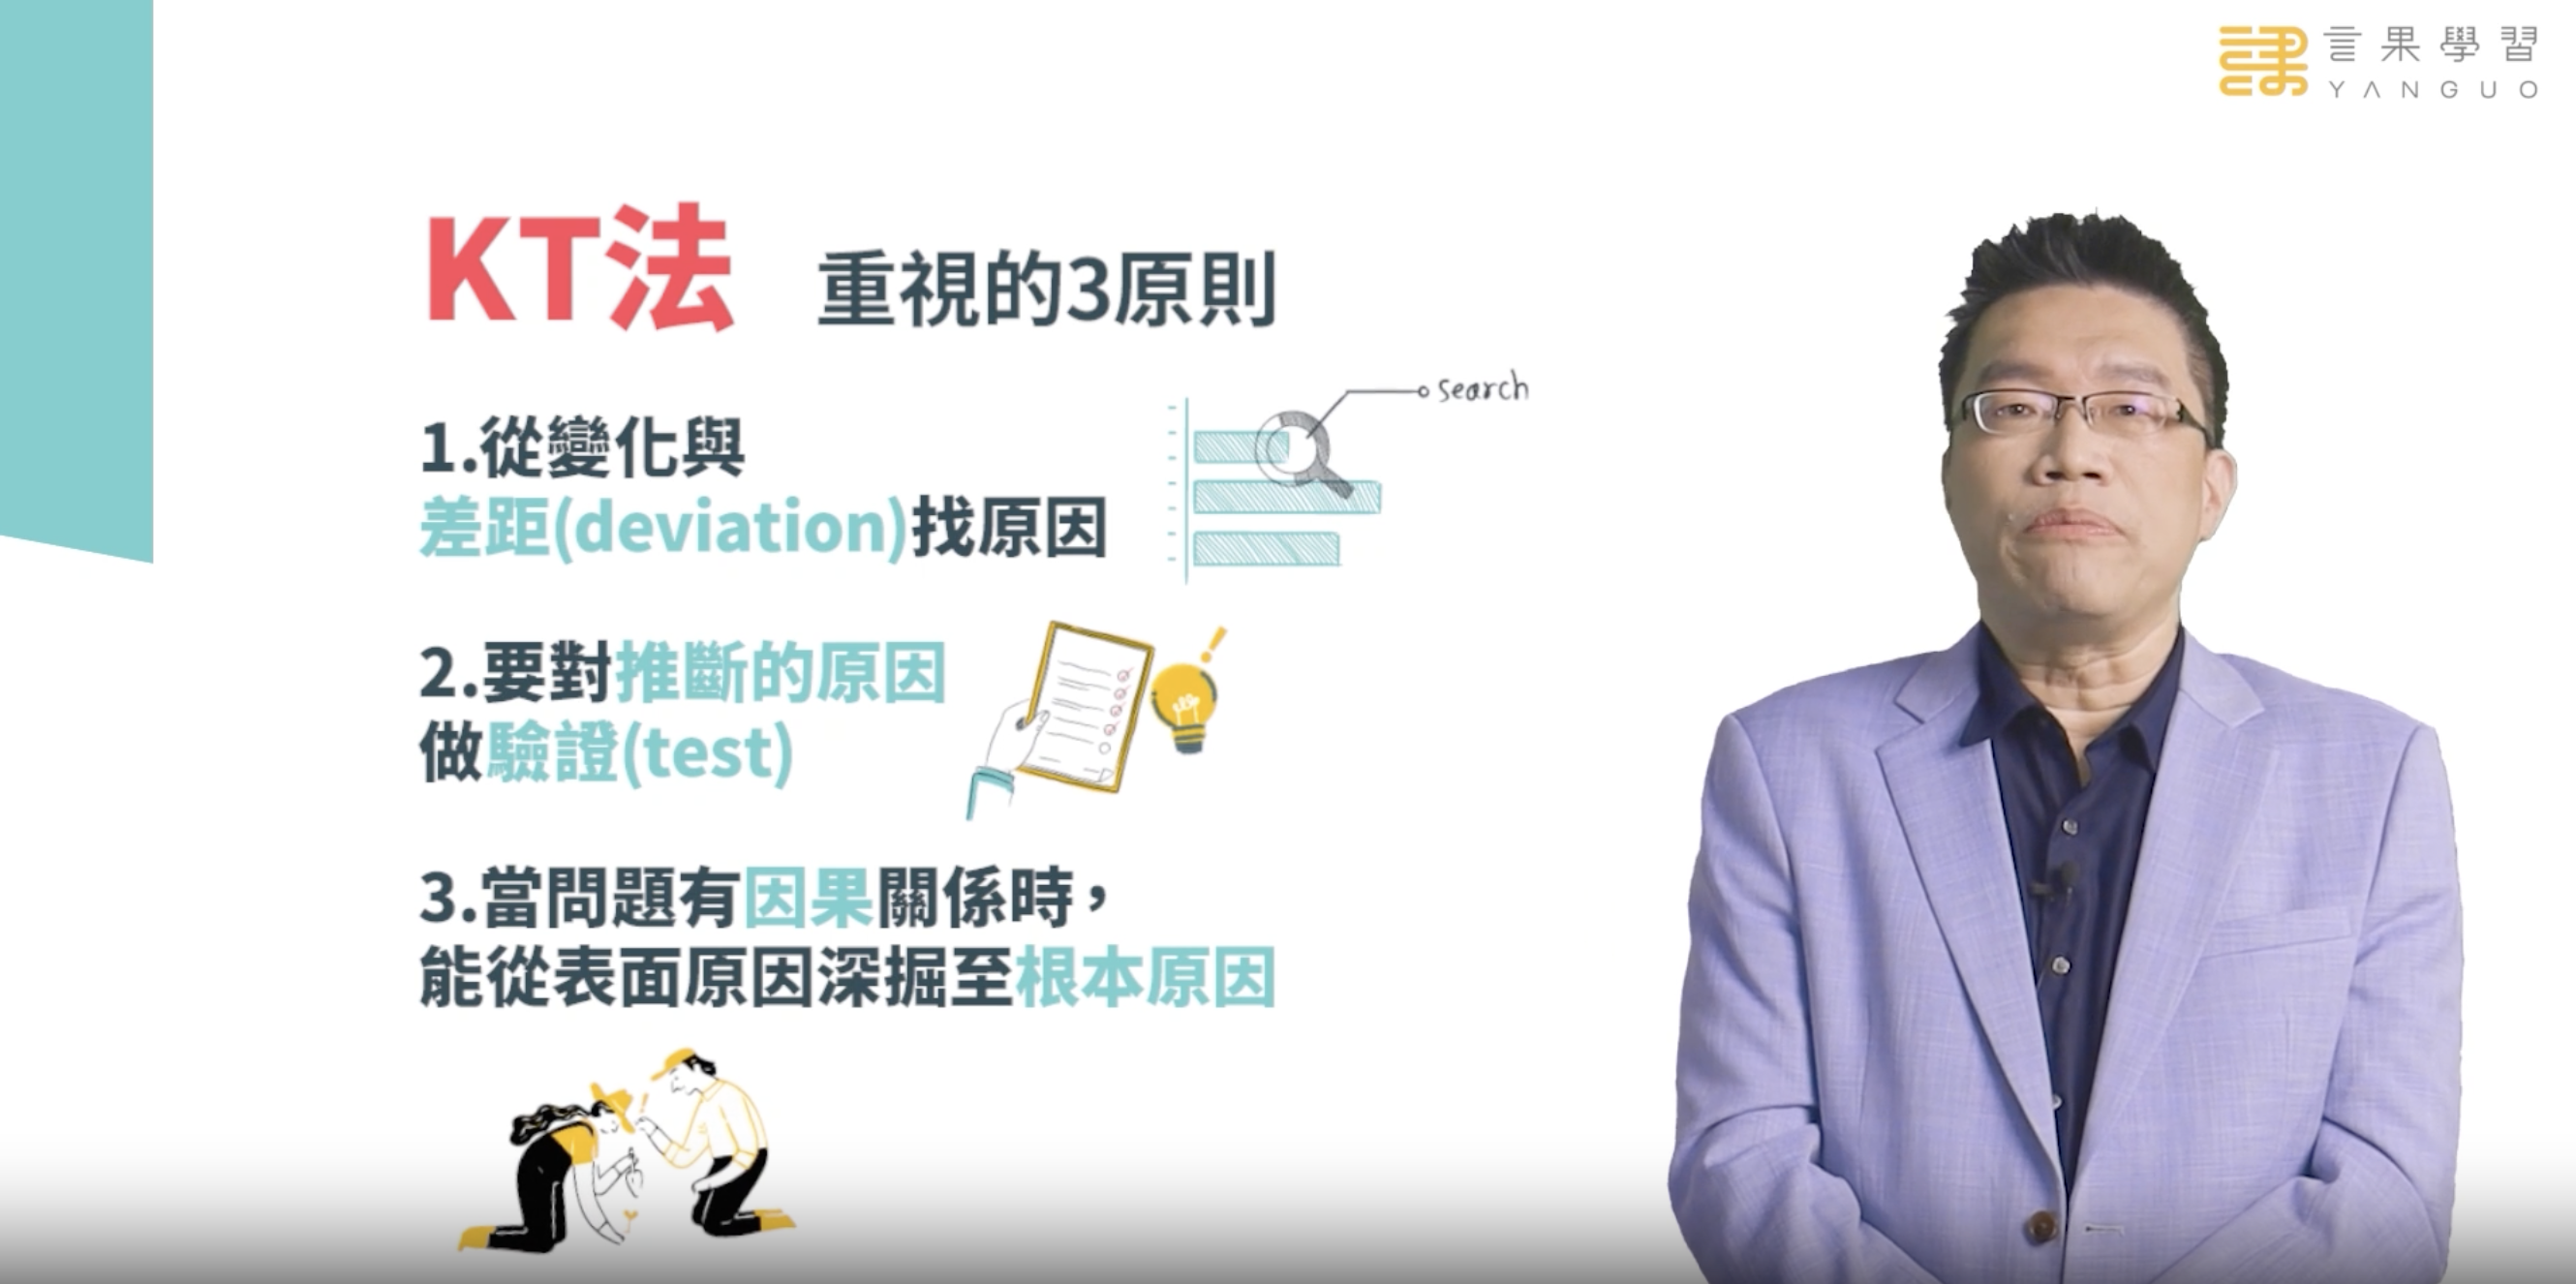 言果學習
YANGUO
KT法 重視的3原則
search
1.從變化與
差距(deviation)找原因
2.要對推斷的原因
做驗證(test)
3.當問題有因果關係時，
能從表面原因深掘至根本原因